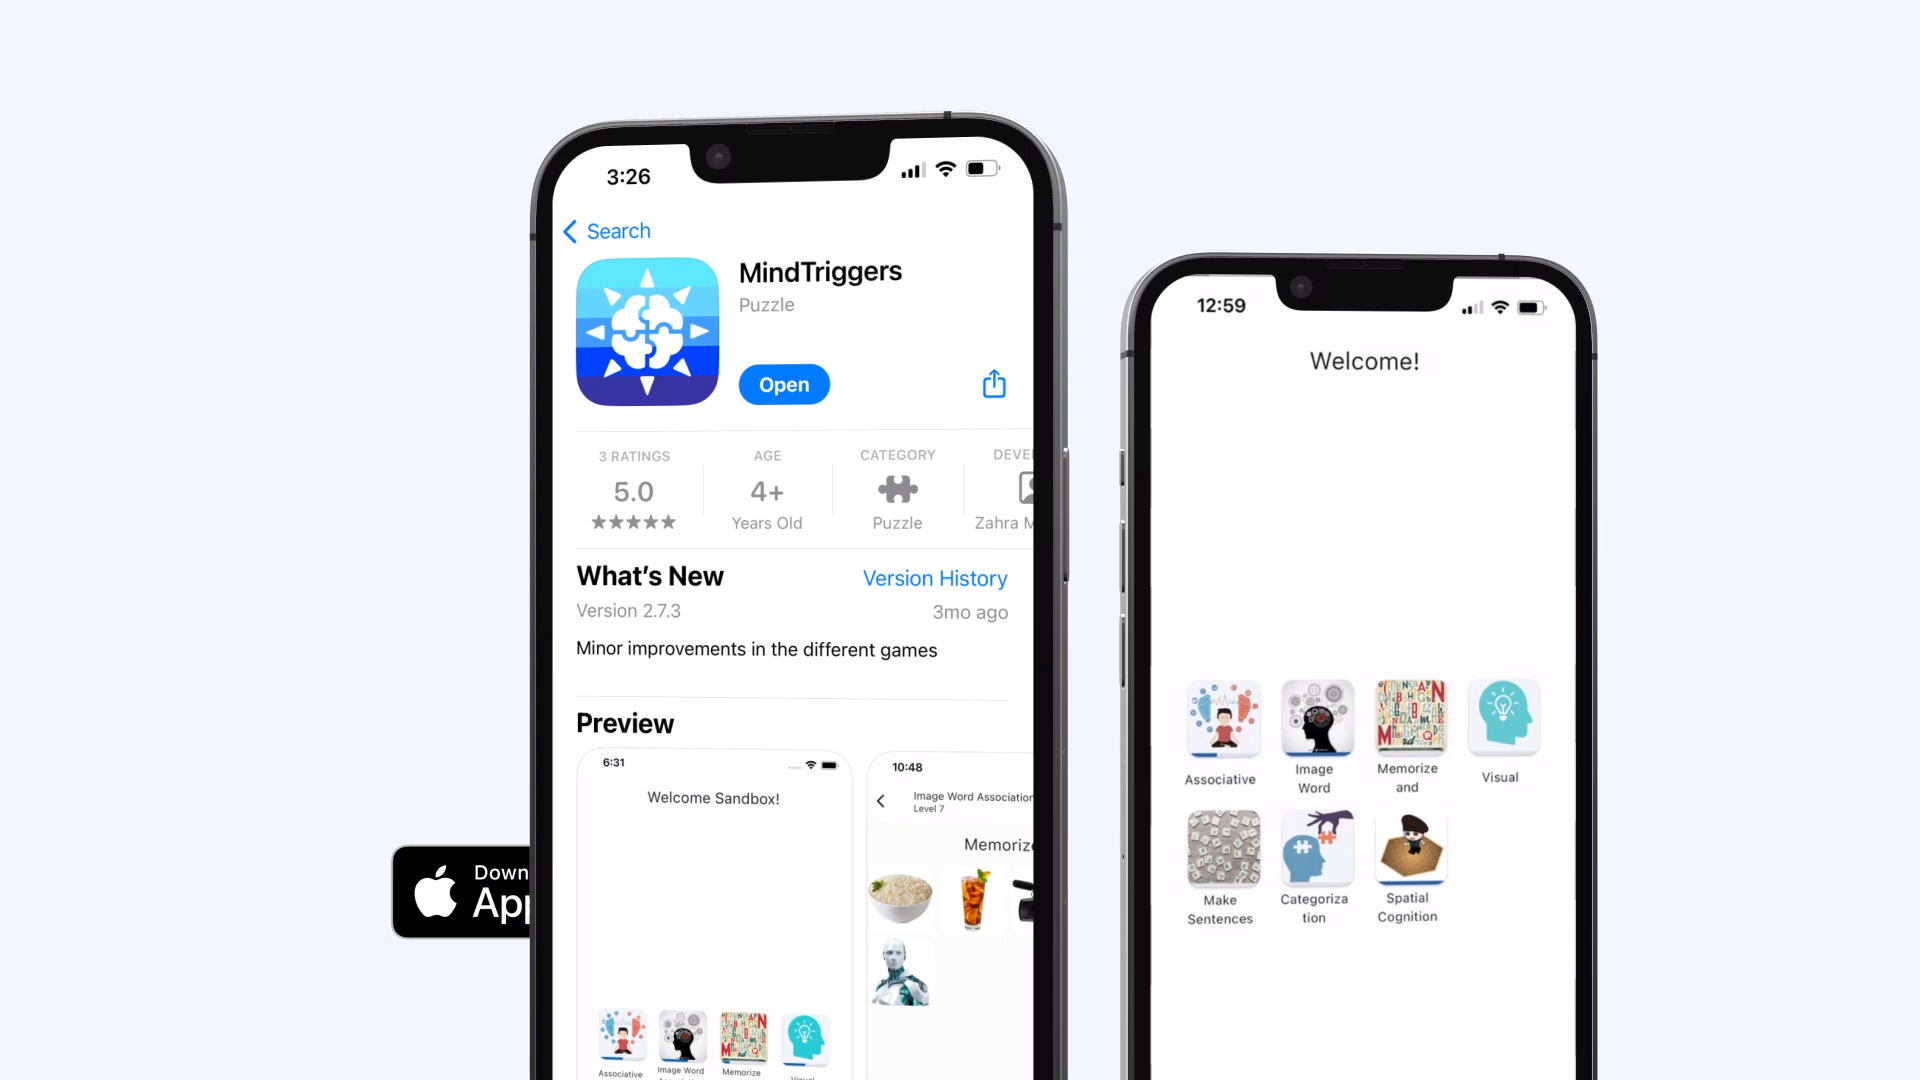 3:26
Search
MindTriggers
Puzzle
Open
3 RATINGS
AGE
CATEGORY
DEVE
5.0
4+
Years Old
Puzzle
Zahra M
What's New
Version History
Version 2.7.3
3mo ago
Minor improvements in the different games
Preview
6:31
Welcome Sandbox!
Associative
Image Word
Memorize
10:48
Image Word Association
Level 7
Memorize
Down
App
12:59
Welcome!
Associative
Image
Word
Memorize
and
Visual
Make
Sentences
Categoriza
tion
Spatial
Cognition